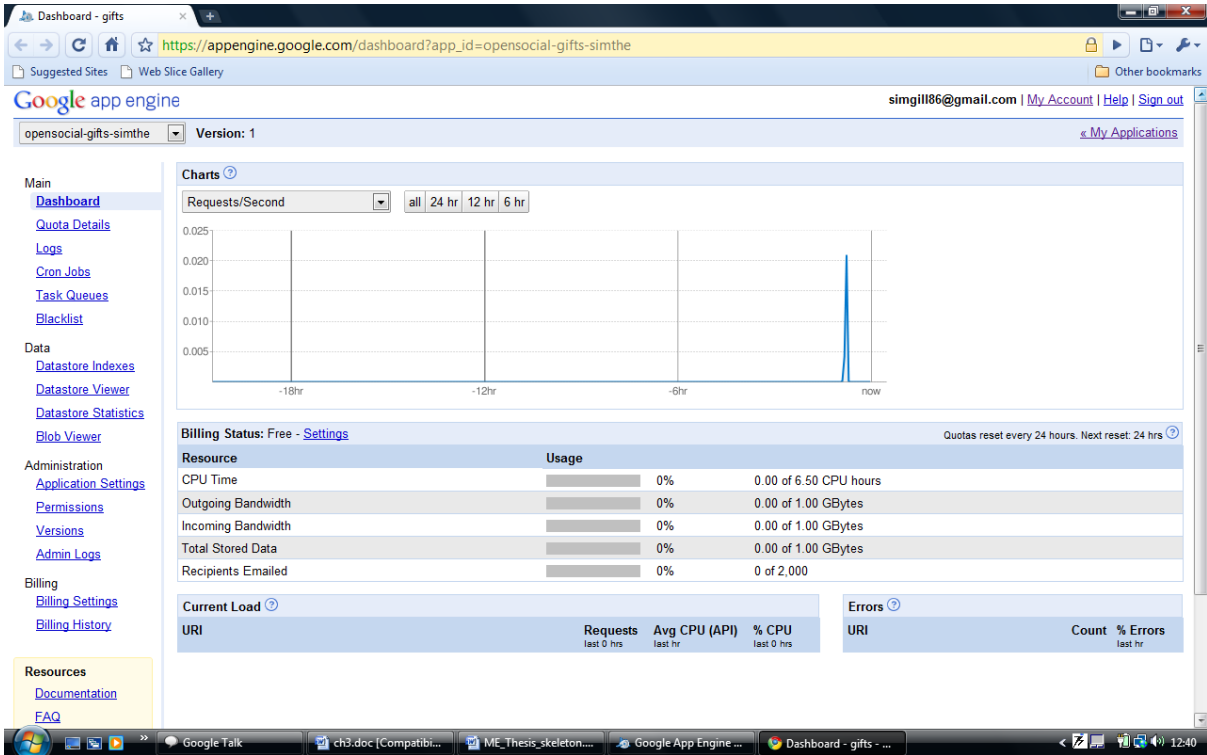 Dashboard - gifts
https://appengine.google.com/dashboard?app_id=opensocial-gifts-simthe
Suggested Sites Web Slice Gallery Other bookmarks
Google app engine simgill86@gmail.com | My Account | Help | Sign out
opensocial-gifts-simthe Version: 1 « My Applications
Main
Dashboard
Quota Details
Logs
Cron Jobs
Task Queues
Blacklist
Data
Datastore Indexes
Datastore Viewer
Datastore Statistics
Blob Viewer
Administration
Application Settings
Permissions
Versions
Admin Logs
Billing
Billing Settings
Billing History
Resources
Documentation
FAQ
Charts ?
Requests/Second all 24 hr 12 hr 6 hr
0.025
0.020
0.015
0.010
0.005
-18hr -12hr -6hr now
Billing Status: Free - Settings Quotas reset every 24 hours. Next reset: 24 hrs ?
Resource Usage
CPU Time 0% 0.00 of 6.50 CPU hours
Outgoing Bandwidth 0% 0.00 of 1.00 GBytes
Incoming Bandwidth 0% 0.00 of 1.00 GBytes
Total Stored Data 0% 0.00 of 1.00 GBytes
Recipients Emailed 0% 0 of 2,000
Current Load ? Errors ?
URI Requests Avg CPU (API) % CPU URI Count % Errors
last 0 hrs last hr last 0 hrs last hr
Google Talk ch3.doc [Compatibi... ME_Thesis_skeleton.... Google App Engine ... Dashboard - gifts - ... 12:40